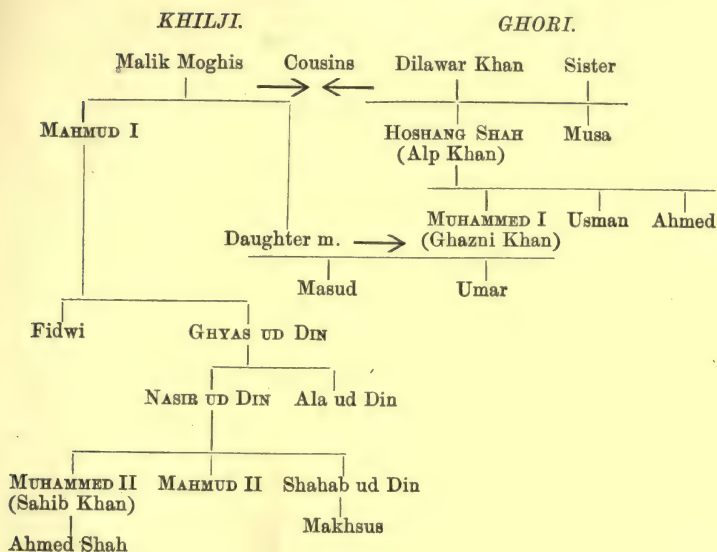 KHILJI. GHORI.
Malik Moghis Cousins Dilawar Khan Sister
MAHMUD I HOSHANG SHAH Musa
(Alp Khan)
Daughter m. MUHAMMED I Usman Ahmed
(Ghazni Khan)
Masud Umar
Fidwi GHYAS UD DIN
NASIR UD DIN Ala ud Din
MUHAMMED II MAHMUD II Shahab ud Din
(Sahib Khan)
Makhsus
Ahmed Shah